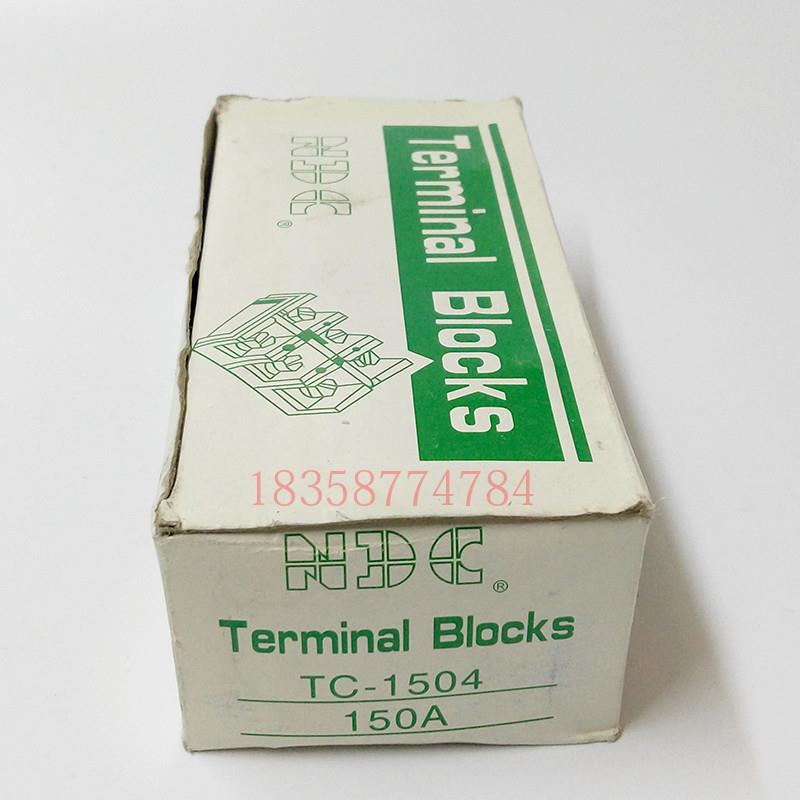 NDC ®
Terminal Blocks
18358774784
NDC ®
Terminal Blocks
TC-1504
150A